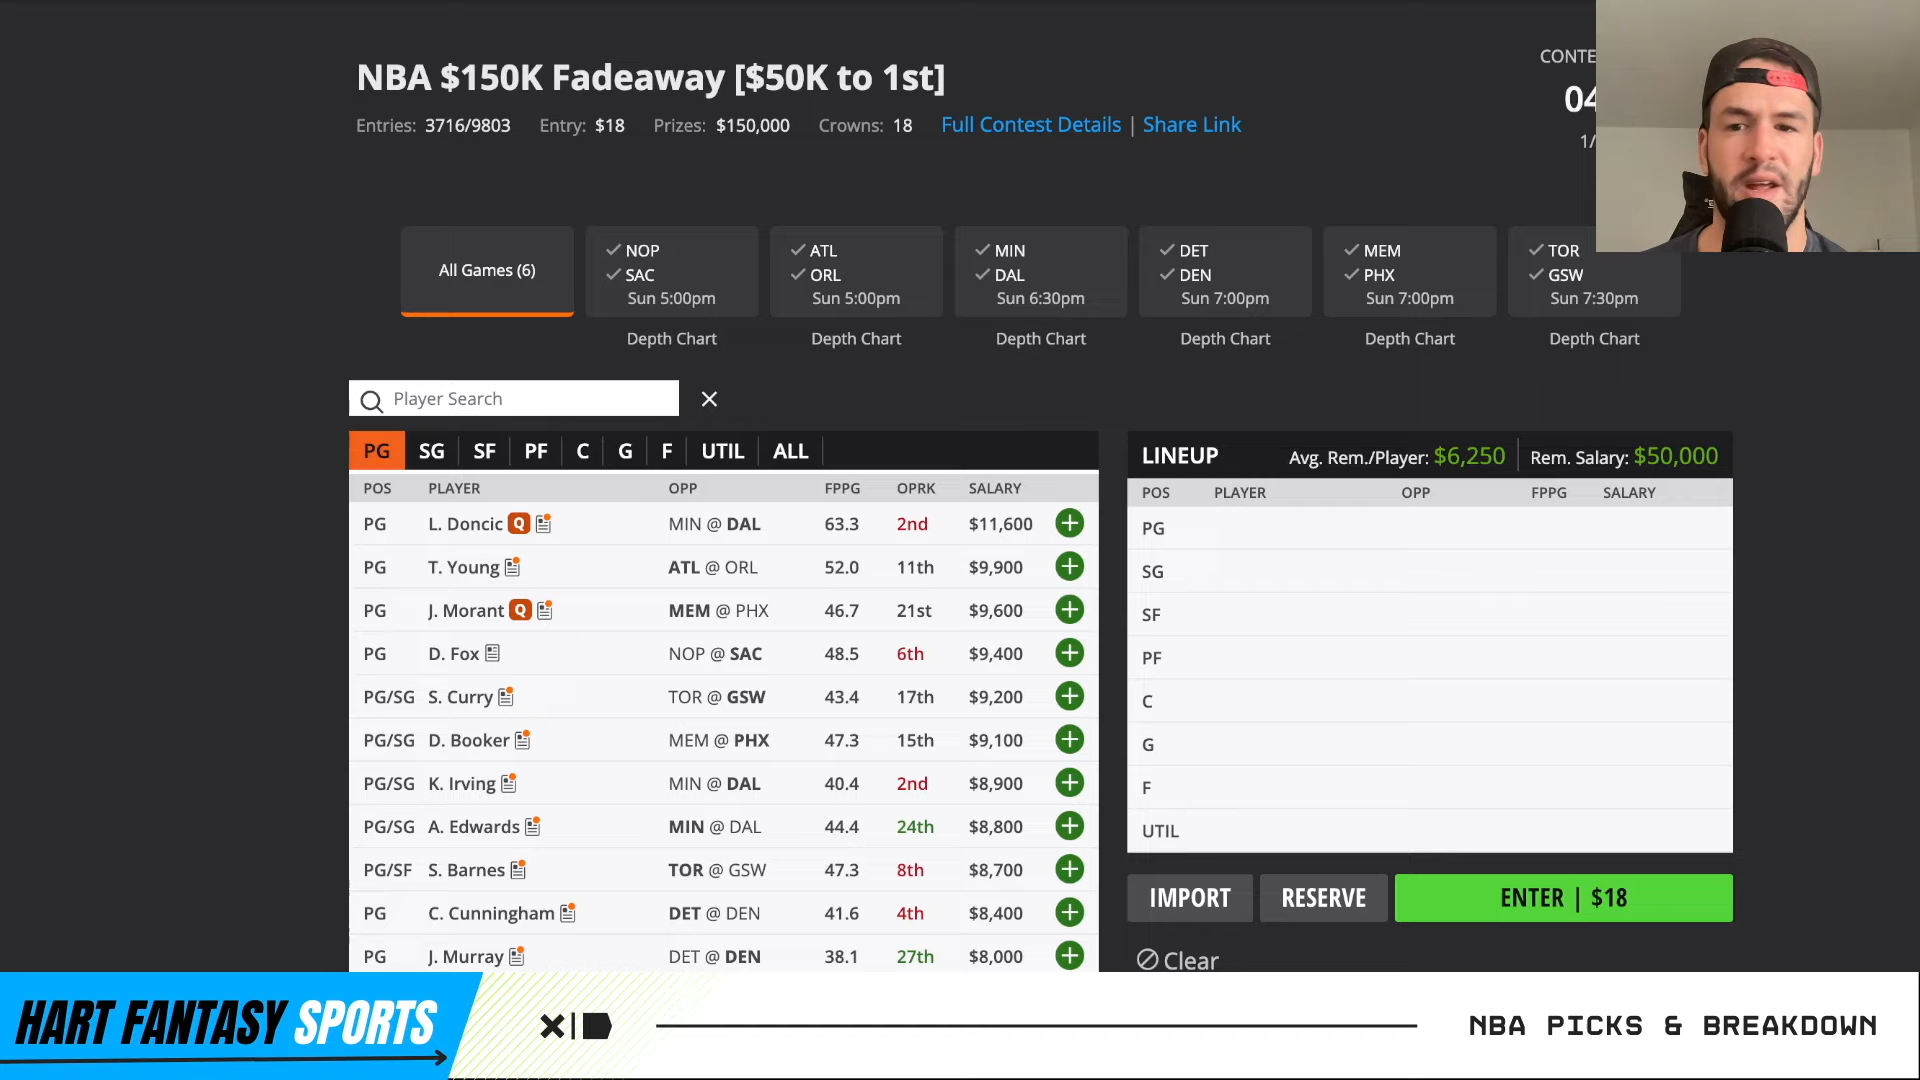 NBA $150K Fadeaway [$50K to 1st]
CONTE
04
Entries: 3716/9803 Entry: $18 Prizes: $150,000 Crowns: 18 Full Contest Details | Share Link
1/
All Games (6)
NOP
SAC
Sun 5:00pm
ATL
ORL
Sun 5:00pm
MIN
DAL
Sun 6:30pm
DET
DEN
Sun 7:00pm
MEM
PHX
Sun 7:00pm
TOR
GSW
Sun 7:30pm
Depth Chart Depth Chart Depth Chart Depth Chart Depth Chart Depth Chart
Player Search
PG SG SF PF C G F UTIL ALL
POS PLAYER OPP FPPG OPRK SALARY
PG L. Doncic Q MIN @ DAL 63.3 2nd $11,600
PG T. Young ATL @ ORL 52.0 11th $9,900
PG J. Morant Q MEM @ PHX 46.7 21st $9,600
PG D. Fox NOP @ SAC 48.5 6th $9,400
PG/SG S. Curry TOR @ GSW 43.4 17th $9,200
PG/SG D. Booker MEM @ PHX 47.3 15th $9,100
PG/SG K. Irving MIN @ DAL 40.4 2nd $8,900
PG/SG A. Edwards MIN @ DAL 44.4 24th $8,800
PG/SF S. Barnes TOR @ GSW 47.3 8th $8,700
PG C. Cunningham DET @ DEN 41.6 4th $8,400
PG J. Murray DET @ DEN 38.1 27th $8,000
LINEUP Avg. Rem./Player: $6,250 Rem. Salary: $50,000
POS PLAYER OPP FPPG SALARY
PG
SG
SF
PF
C
G
F
UTIL
IMPORT RESERVE ENTER | $18
Clear
HART FANTASY SPORTS
NBA PICKS & BREAKDOWN